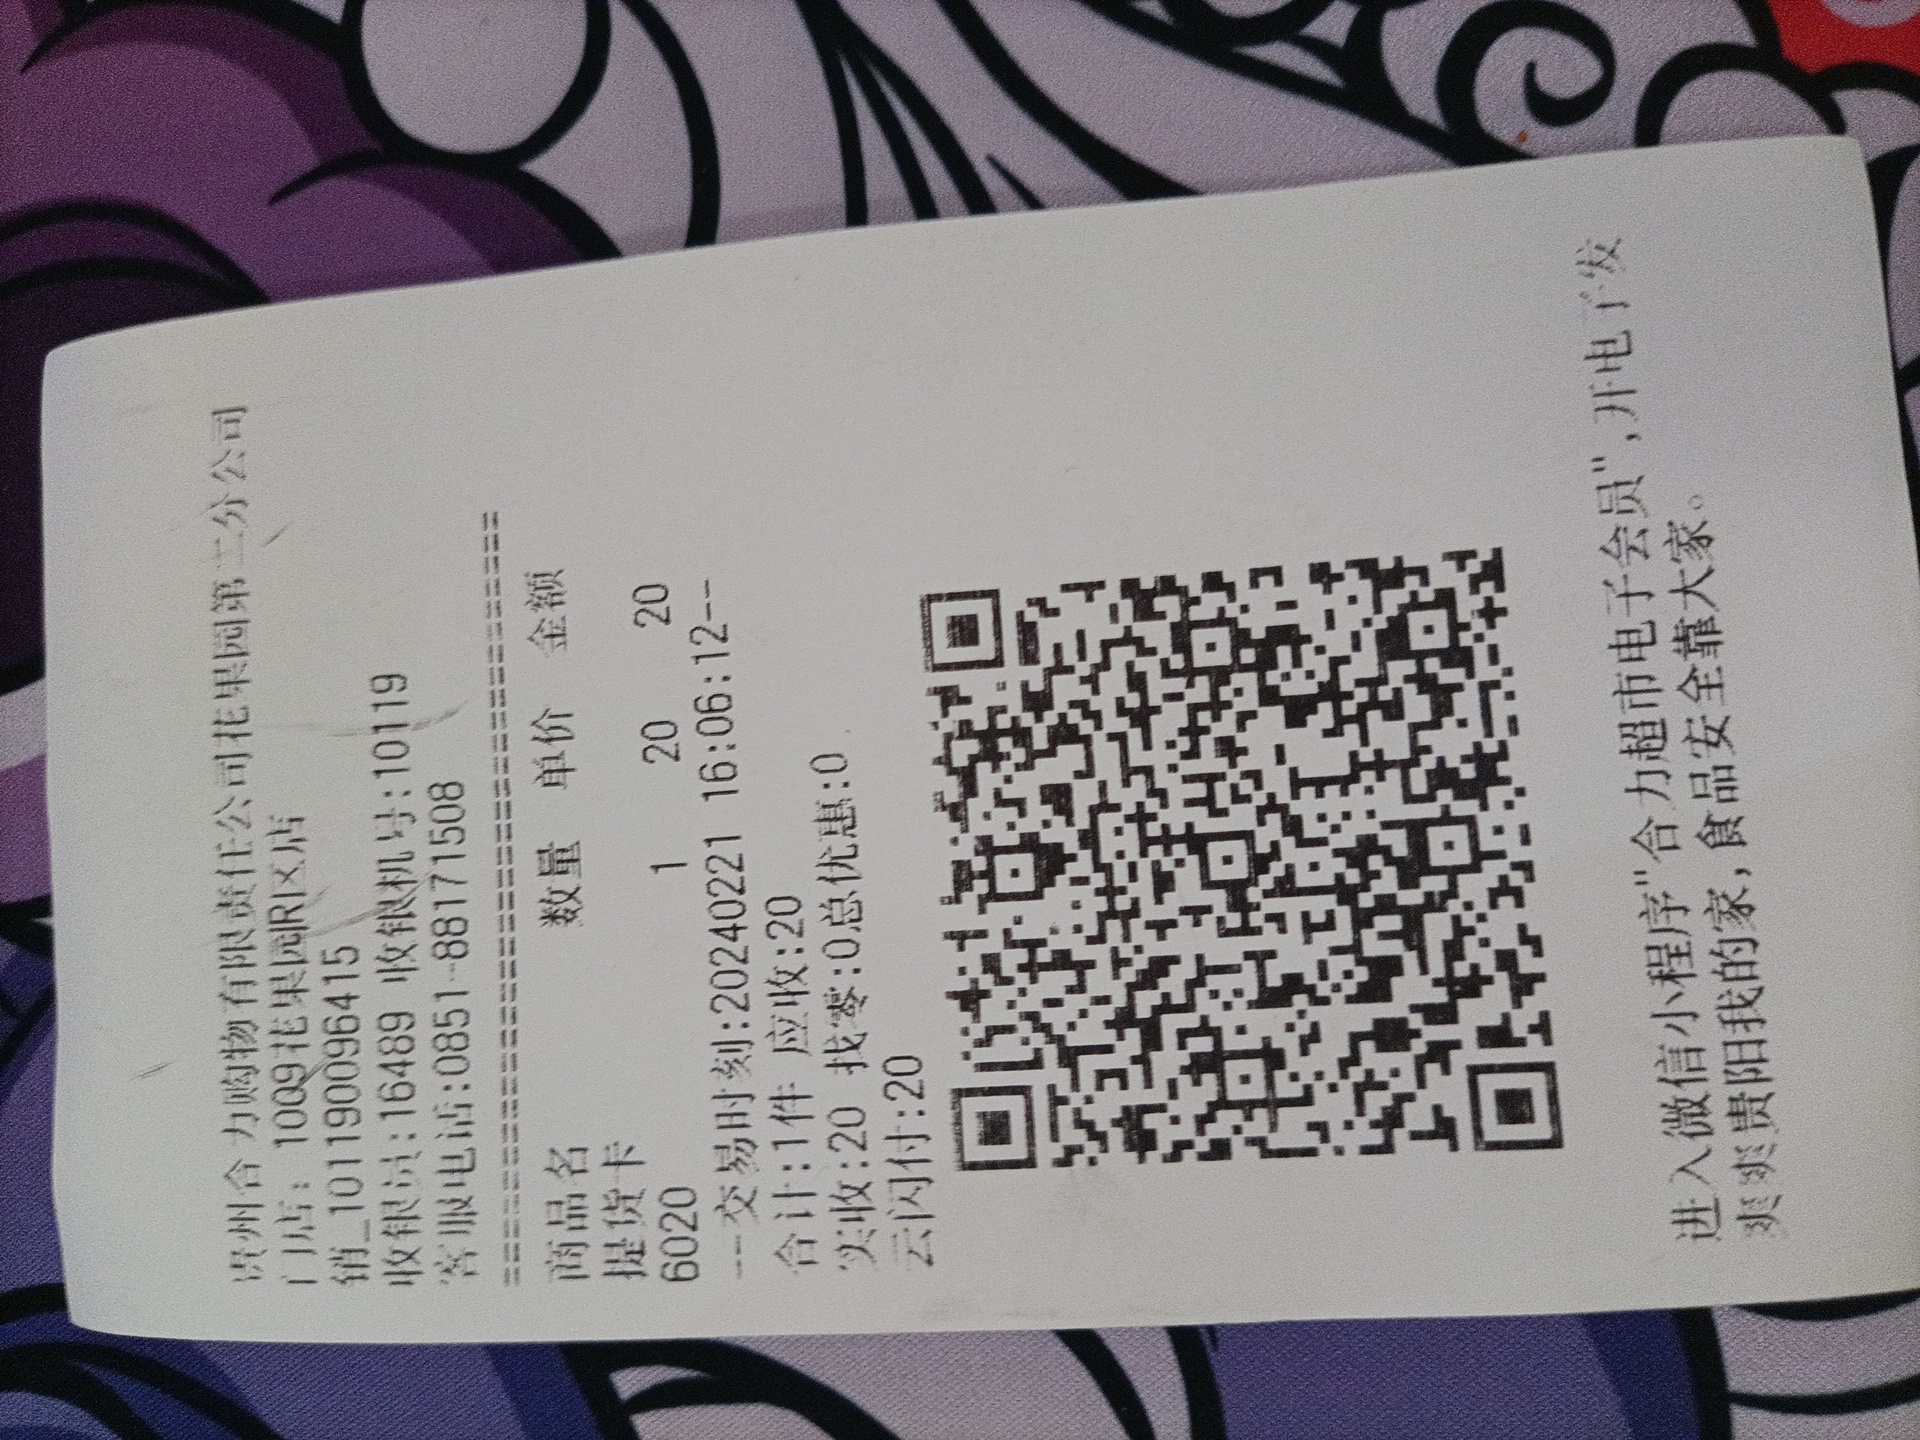 贵州合力购物有限责任公司花果园第二分公司
门店: 1009花果园R区店
销_101190096415
收银员:16489 收银机号:10119
客服电话:0851-88171508
==========================================
商品名 数量 单价 金额
提货卡
6020 1 20 20
--交易时刻:20240221 16:06:12--
合计:1件 应收:20
实收:20 找零:0总优惠:0
云闪付:20
进入微信小程序"合力超市电子会员",开电子发
爽爽贵阳我的家,食品安全靠大家。